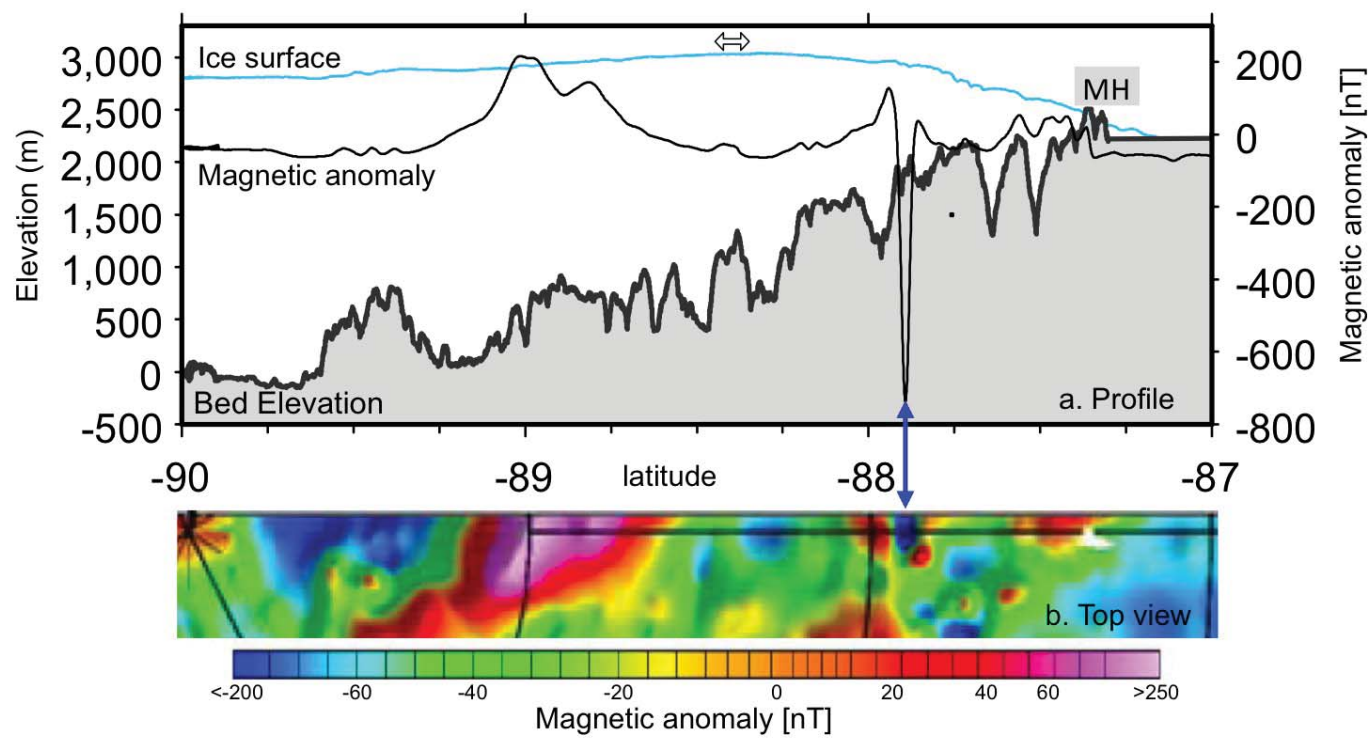 Ice surface
MH
Magnetic anomaly
Bed Elevation
a. Profile
Elevation (m)
3,000
2,500
2,000
1,500
1,000
500
0
-500
200
0
-200
-400
-600
-800
Magnetic anomaly [nT]
-90
-89
latitude
-88
-87
b. Top view
<-200
-60
-40
-20
0
20
40
60
>250
Magnetic anomaly [nT]